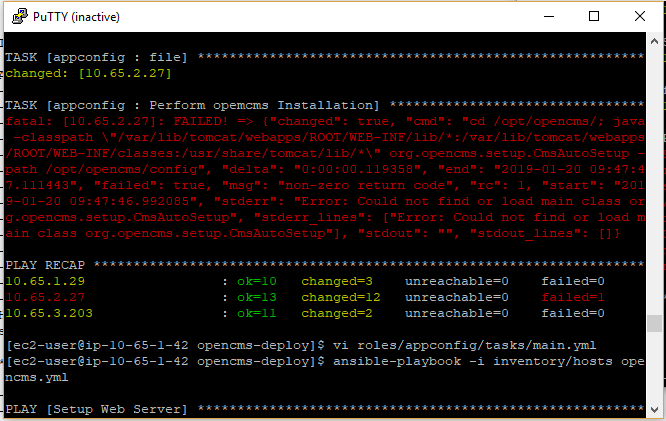 PuTTY (inactive)
TASK [appconfig : file] *********************************************************
changed: [10.65.2.27]
TASK [appconfig : Perform opemcms Installation] *********************************
fatal: [10.65.2.27]: FAILED! => {"changed": true, "cmd": "cd /opt/opencms/; java
-classpath \"/var/lib/tomcat/webapps/ROOT/WEB-INF/lib/*:/var/lib/tomcat/webapps
/ROOT/WEB-INF/classes:/usr/share/tomcat/lib/*\" org.opencms.setup.CmsAutoSetup -
path /opt/opencms/config", "delta": "0:00:00.119358", "end": "2019-01-20 09:47:4
7.111443", "failed": true, "msg": "non-zero return code", "rc": 1, "start": "201
9-01-20 09:47:46.992085", "stderr": "Error: Could not find or load main class or
g.opencms.setup.CmsAutoSetup", "stderr_lines": ["Error: Could not find or load m
ain class org.opencms.setup.CmsAutoSetup"], "stdout": "", "stdout_lines": []}
PLAY RECAP **********************************************************************
10.65.1.29 : ok=10 changed=3 unreachable=0 failed=0
10.65.2.27 : ok=13 changed=12 unreachable=0 failed=1
10.65.3.203 : ok=11 changed=2 unreachable=0 failed=0
[ec2-user@ip-10-65-1-42 opencms-deploy]$ vi roles/appconfig/tasks/main.yml
[ec2-user@ip-10-65-1-42 opencms-deploy]$ ansible-playbook -i inventory/hosts ope
ncms.yml
PLAY [Setup Web Server] *********************************************************